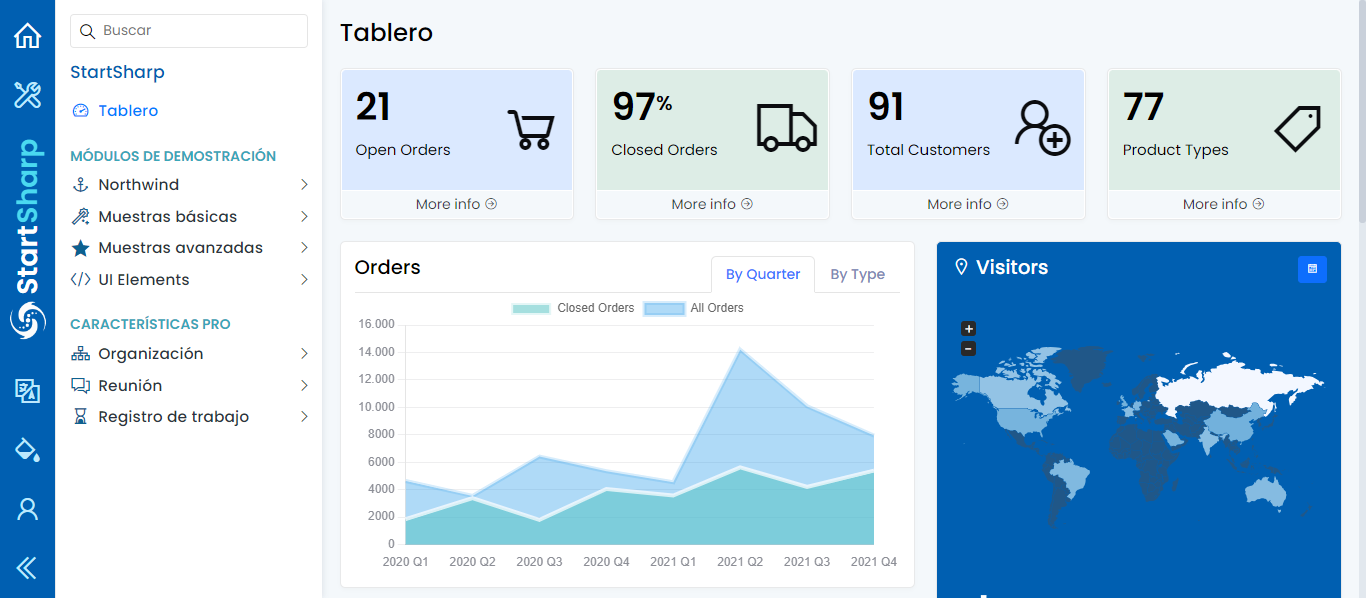 StartSharp
Buscar
StartSharp
Tablero
MÓDULOS DE DEMOSTRACIÓN
Northwind
Muestras básicas
Muestras avanzadas
UI Elements
CARACTERÍSTICAS PRO
Organización
Reunión
Registro de trabajo
Tablero
21
Open Orders
More info
97%
Closed Orders
More info
91
Total Customers
More info
77
Product Types
More info
Orders
By Quarter
By Type
Closed Orders
All Orders
16.000
14.000
12.000
10.000
8000
6000
4000
2000
0
2020 Q1
2020 Q2
2020 Q3
2020 Q4
2021 Q1
2021 Q2
2021 Q3
2021 Q4
Visitors
+
-